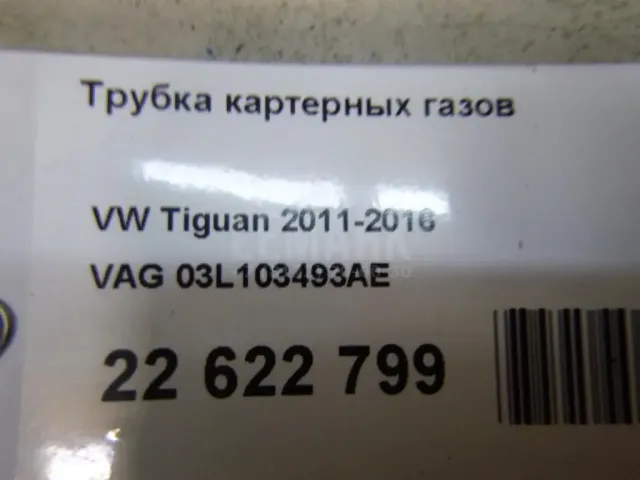 Трубка картерных газов
VW Tiguan 2011-2016
VAG 03L103493AE
22 622 799